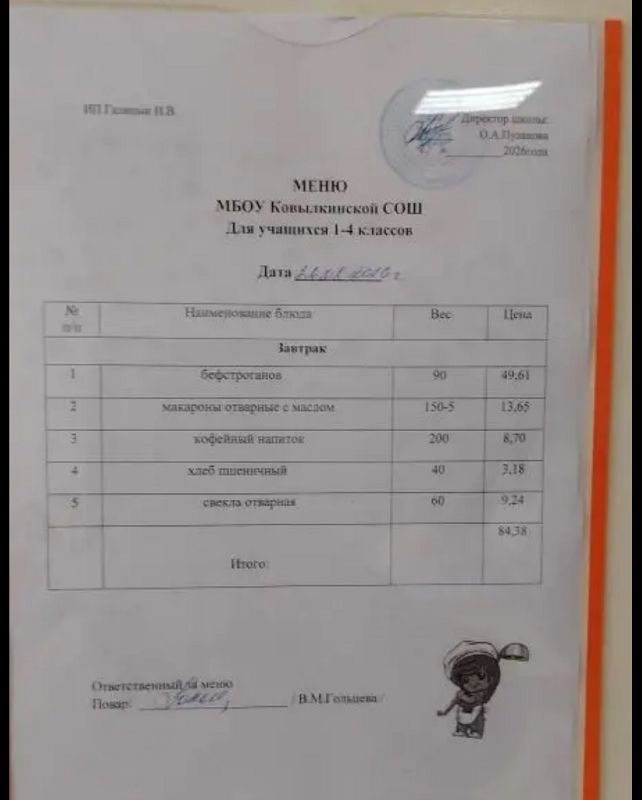 ИП Галицын И.В.
Директор школы:
О.А.Пузанова
2026года
МЕНЮ
МБОУ Ковылкинской СОШ
Для учащихся 1-4 классов
Дата 2026 г
№ п/п Наименование блюда Вес Цена
Завтрак
1 бефстроганов 90 49,61
2 макароны отварные с маслом 150-5 13,65
3 кофейный напиток 200 8,70
4 хлеб пшеничный 40 3,18
5 свекла отварная 60 9,24
Итого: 84,38
Ответственный за меню
Повар: / В.М.Гольцева /